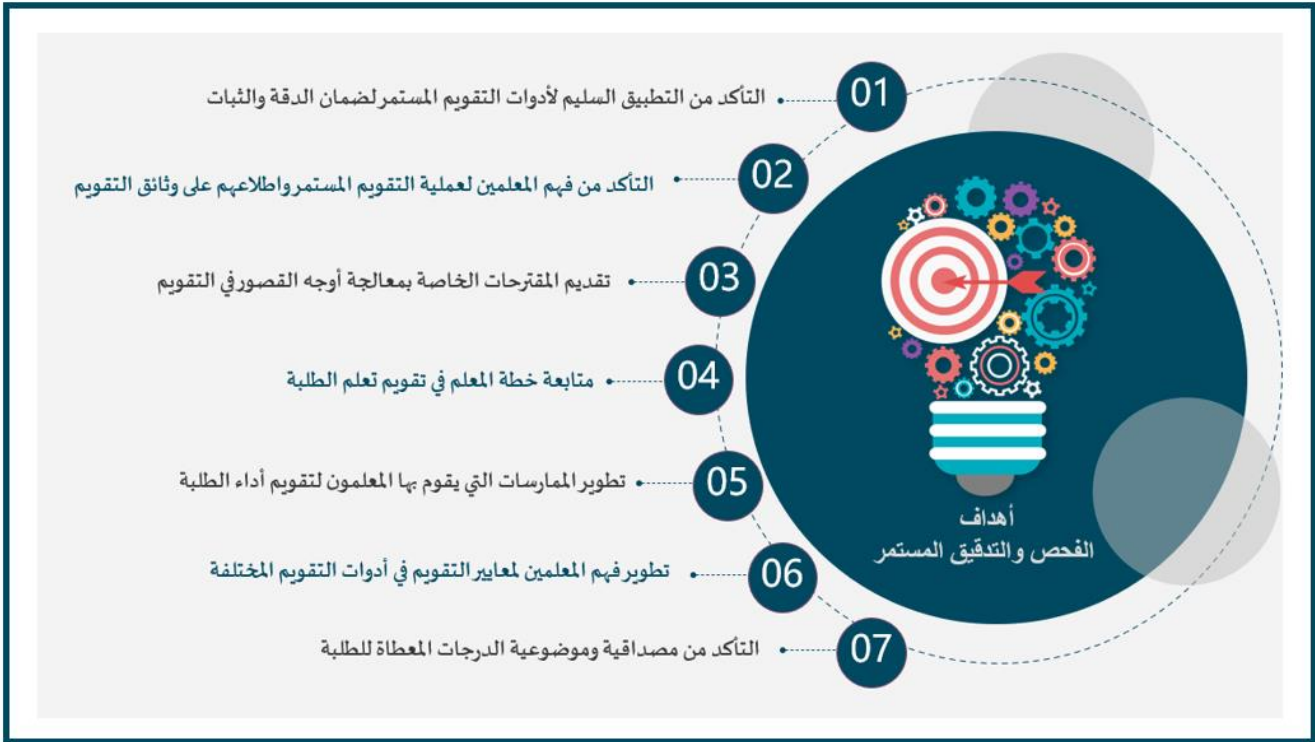 أهداف
الفحص والتدقيق المستمر
01 التأكد من التطبيق السليم لأدوات التقويم المستمر لضمان الدقة والثبات
02 التأكد من فهم المعلمين لعملية التقويم المستمر واطلاعهم على وثائق التقويم
03 تقديم المقترحات الخاصة بمعالجة أوجه القصور في التقويم
04 متابعة خطة المعلم في تقويم تعلم الطلبة
05 تطوير الممارسات التي يقوم بها المعلمون لتقويم أداء الطلبة
06 تطوير فهم المعلمين لمعايير التقويم في أدوات التقويم المختلفة
07 التأكد من مصداقية وموضوعية الدرجات المعطاة للطلبة